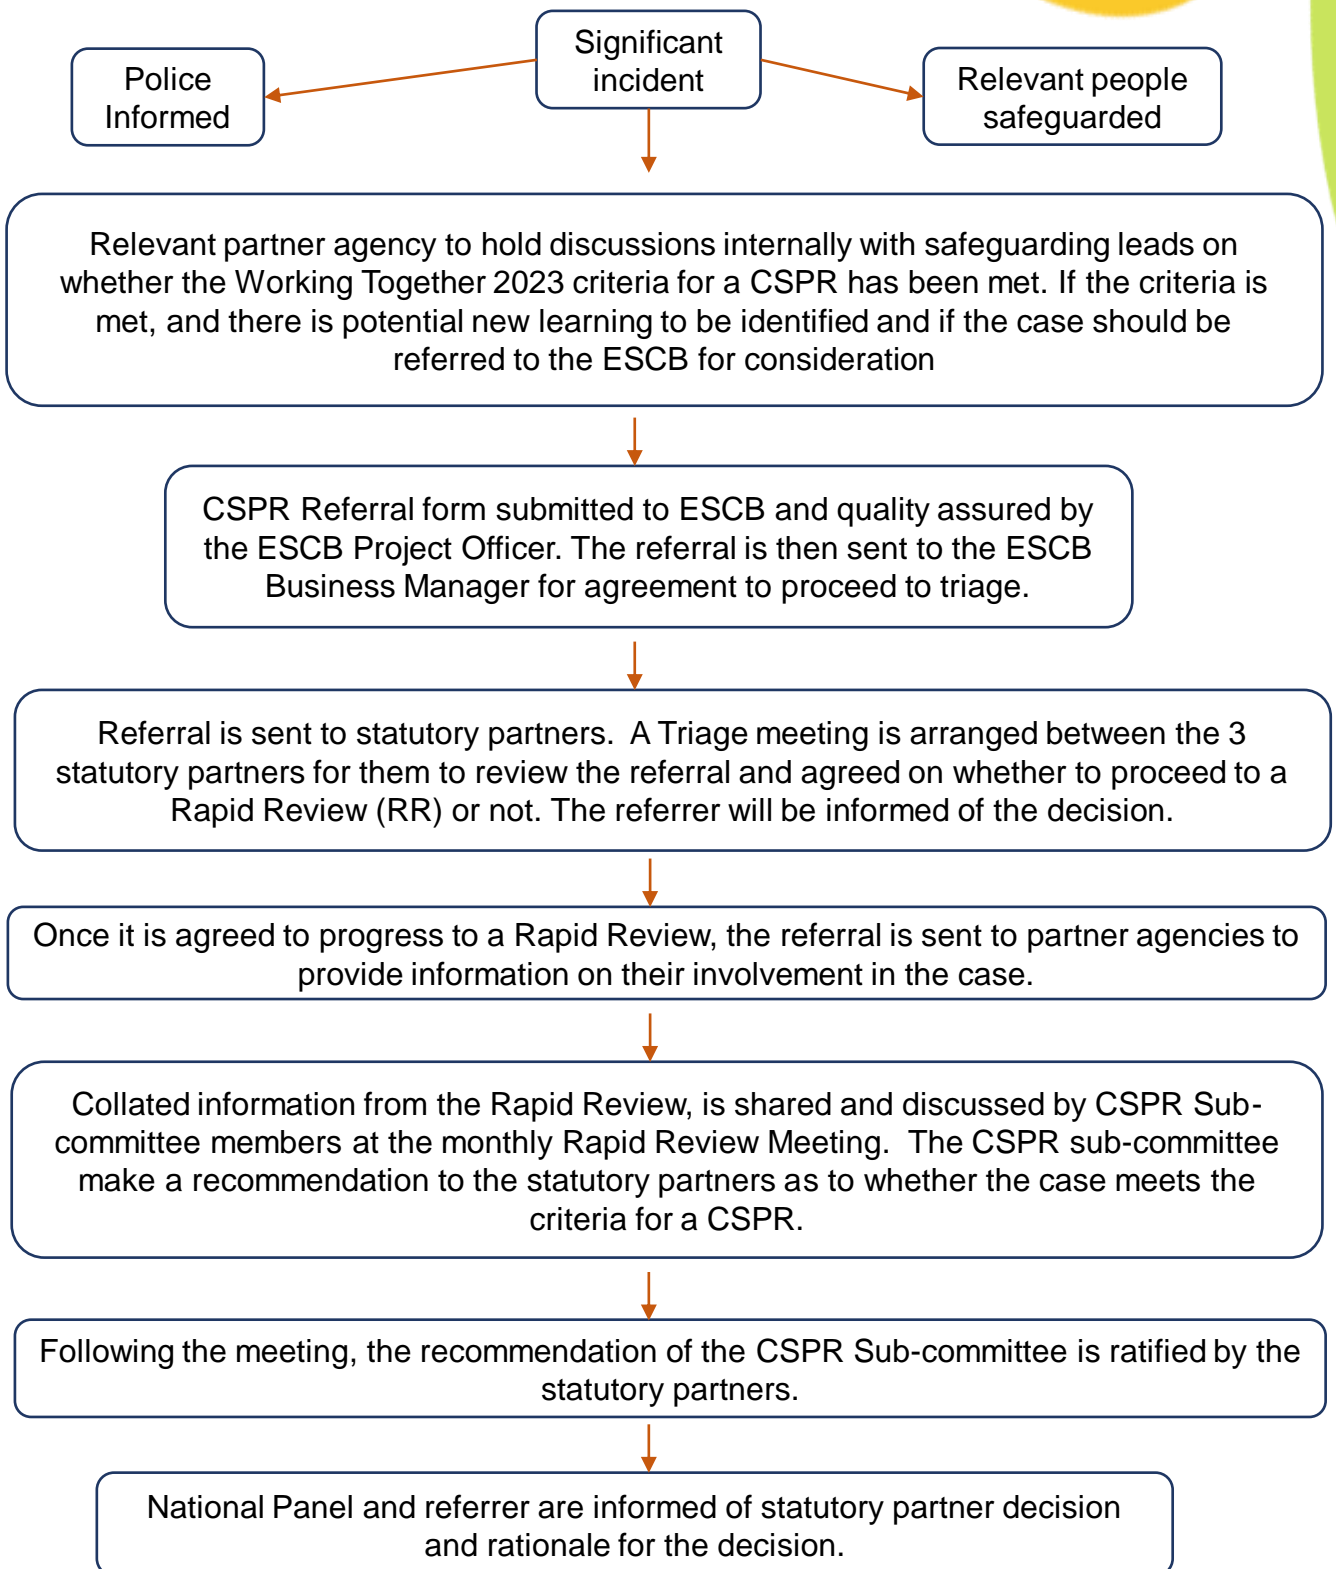 Significant
incident
Police
Informed
Relevant people
safeguarded
Relevant partner agency to hold discussions internally with safeguarding leads on
whether the Working Together 2023 criteria for a CSPR has been met. If the criteria is
met, and there is potential new learning to be identified and if the case should be
referred to the ESCB for consideration
CSPR Referral form submitted to ESCB and quality assured by
the ESCB Project Officer. The referral is then sent to the ESCB
Business Manager for agreement to proceed to triage.
Referral is sent to statutory partners. A Triage meeting is arranged between the 3
statutory partners for them to review the referral and agreed on whether to proceed to a
Rapid Review (RR) or not. The referrer will be informed of the decision.
Once it is agreed to progress to a Rapid Review, the referral is sent to partner agencies to
provide information on their involvement in the case.
Collated information from the Rapid Review, is shared and discussed by CSPR Sub-
committee members at the monthly Rapid Review Meeting. The CSPR sub-committee
make a recommendation to the statutory partners as to whether the case meets the
criteria for a CSPR.
Following the meeting, the recommendation of the CSPR Sub-committee is ratified by the
statutory partners.
National Panel and referrer are informed of statutory partner decision
and rationale for the decision.